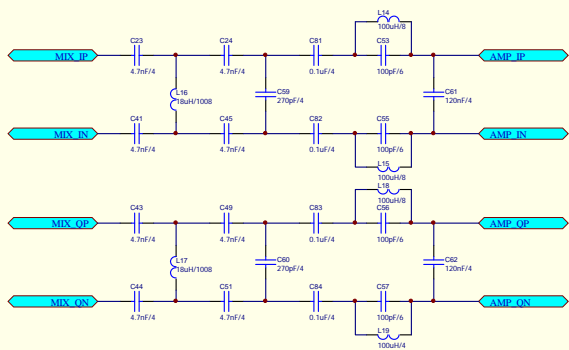 L14
C23 C24 C81 100uH/8 C53
MIX_IP AMP_IP
4.7nF/4 4.7nF/4 0.1uF/4 100pF/6
L16 18uH/1008 C59 270pF/4 C61 120nF/4
C41 C45 C82 C55
MIX_IN AMP_IN
4.7nF/4 4.7nF/4 0.1uF/4 100pF/6
L15
100uH/8
L18
100uH/8
C43 C49 C83 C56
MIX_QP AMP_QP
4.7nF/4 4.7nF/4 0.1uF/4 100pF/6
L17 18uH/1008 C60 270pF/4 C62 120nF/4
C44 C51 C84 C57
MIX_QN AMP_QN
4.7nF/4 4.7nF/4 0.1uF/4 100pF/6
L19
100uH/4